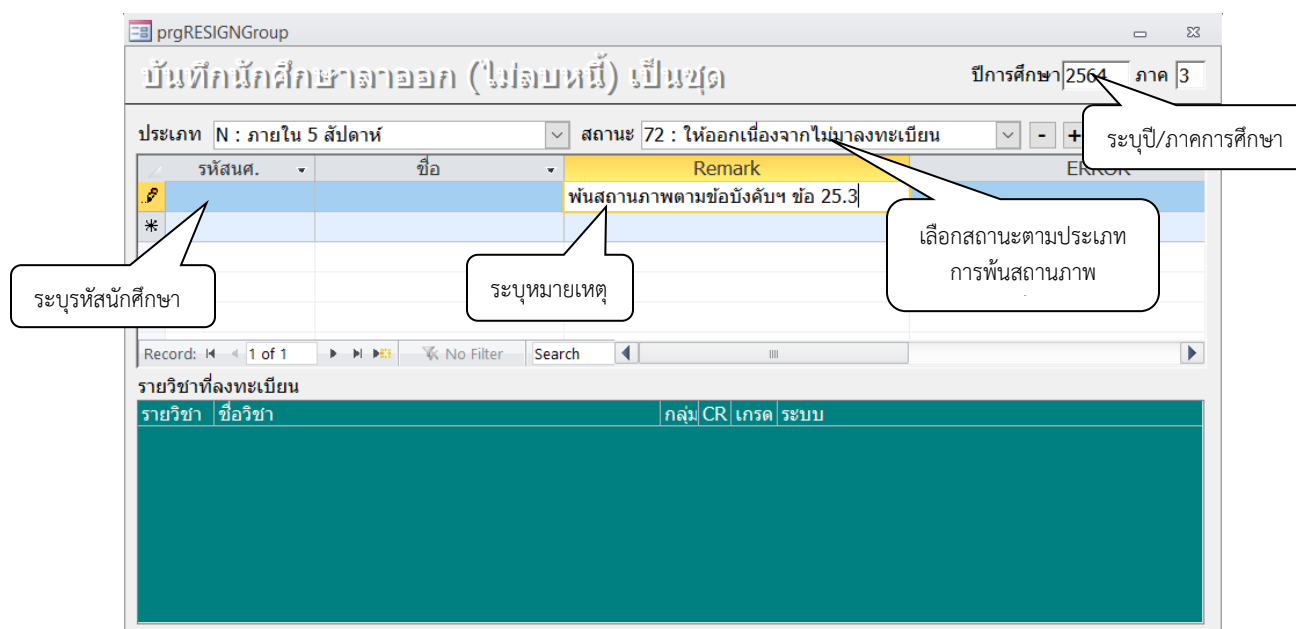 prgRESIGNGroup
บันทึกนักศึกษาลาออก (ไม่ลบหนี้) เป็นชุด
ปีการศึกษา 2564 ภาค 3
ระบุปี/ภาคการศึกษา
ประเภท N : ภายใน 5 สัปดาห์ สถานะ 72 : ให้ออกเนื่องจากไม่มาลงทะเบียน - +
รหัสนศ. ชื่อ Remark ERROR
พ้นสถานภาพตามข้อบังคับฯ ข้อ 25.3
เลือกสถานะตามประเภท
การพ้นสถานภาพ
ระบุรหัสนักศึกษา
ระบุหมายเหตุ
Record: 1 of 1 No Filter Search
รายวิชาที่ลงทะเบียน
รายวิชา ชื่อวิชา กลุ่ม CR เกรด ระบบ